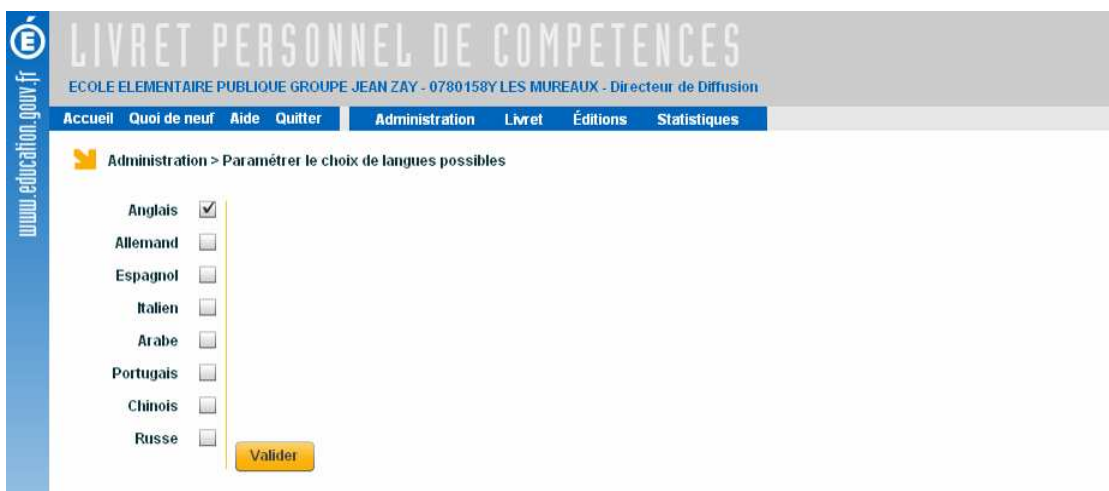 LIVRET PERSONNEL DE COMPETENCES
ECOLE ELEMENTAIRE PUBLIQUE GROUPE JEAN ZAY - 0780158Y LES MUREAUX - Directeur de Diffusion
Accueil Quoi de neuf Aide Quitter Administration Livret Éditions Statistiques
www.education.gouv.fr
Administration > Paramétrer le choix de langues possibles
Anglais
Allemand
Espagnol
Italien
Arabe
Portugais
Chinois
Russe
Valider